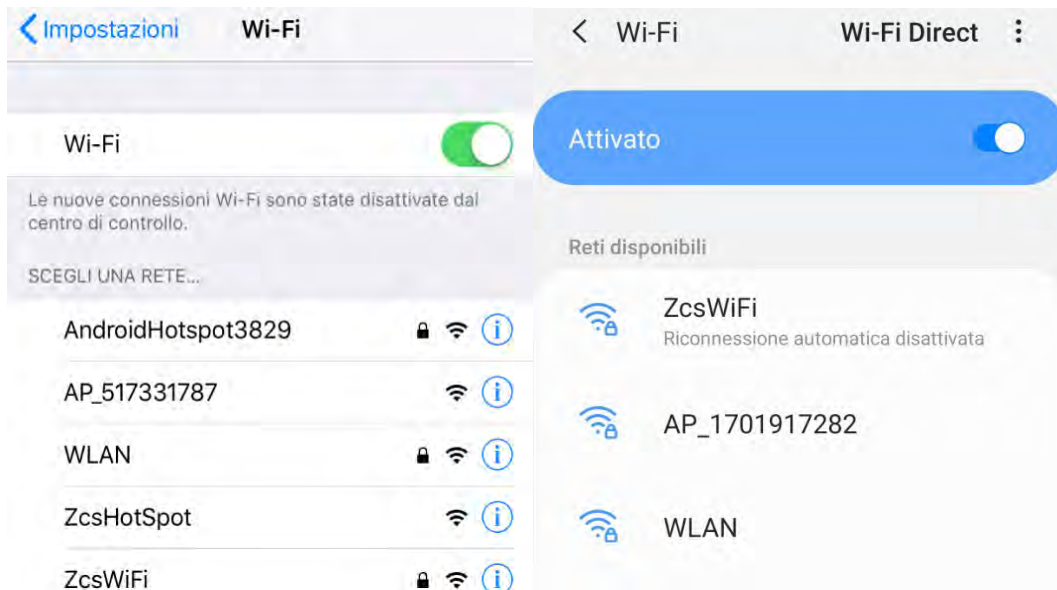 Impostazioni Wi-Fi
Wi-Fi
Le nuove connessioni Wi-Fi sono state disattivate dal
centro di controllo.
SCEGLI UNA RETE...
AndroidHotspot3829
AP_517331787
WLAN
ZcsHotSpot
ZcsWiFi
Wi-Fi Wi-Fi Direct
Attivato
Reti disponibili
ZcsWiFi
Riconnessione automatica disattivata
AP_1701917282
WLAN